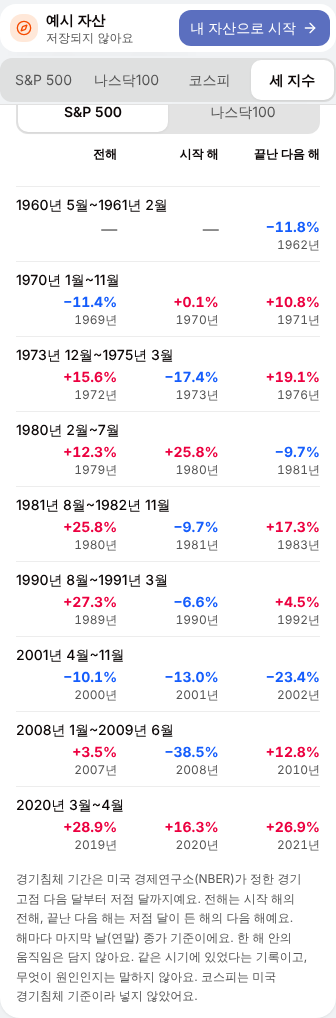 예시 자산
저장되지 않아요
내 자산으로 시작 →
S&P 500 나스닥100 코스피 세 지수
S&P 500 나스닥100
전해 시작 해 끝난 다음 해
1960년 5월~1961년 2월
— — −11.8%
1962년
1970년 1월~11월
−11.4% +0.1% +10.8%
1969년 1970년 1971년
1973년 12월~1975년 3월
+15.6% −17.4% +19.1%
1972년 1973년 1976년
1980년 2월~7월
+12.3% +25.8% −9.7%
1979년 1980년 1981년
1981년 8월~1982년 11월
+25.8% −9.7% +17.3%
1980년 1981년 1983년
1990년 8월~1991년 3월
+27.3% −6.6% +4.5%
1989년 1990년 1992년
2001년 4월~11월
−10.1% −13.0% −23.4%
2000년 2001년 2002년
2008년 1월~2009년 6월
+3.5% −38.5% +12.8%
2007년 2008년 2010년
2020년 3월~4월
+28.9% +16.3% +26.9%
2019년 2020년 2021년
경기침체 기간은 미국 경제연구소(NBER)가 정한 경기
고점 다음 달부터 저점 달까지예요. 전해는 시작 해의
전해, 끝난 다음 해는 저점 달이 든 해의 다음 해예요.
해마다 마지막 날(연말) 종가 기준이에요. 한 해 안의
움직임은 담지 않아요. 같은 시기에 있었다는 기록이고,
무엇이 원인인지는 말하지 않아요. 코스피는 미국
경기침체 기준이라 넣지 않았어요.